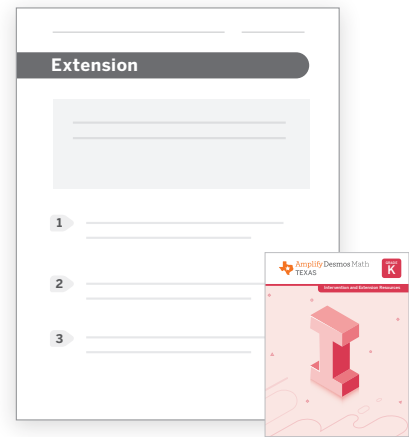 Extension
1
2
3
Amplify Desmos Math
TEXAS
GRADE
K
Intervention and Extension Resources